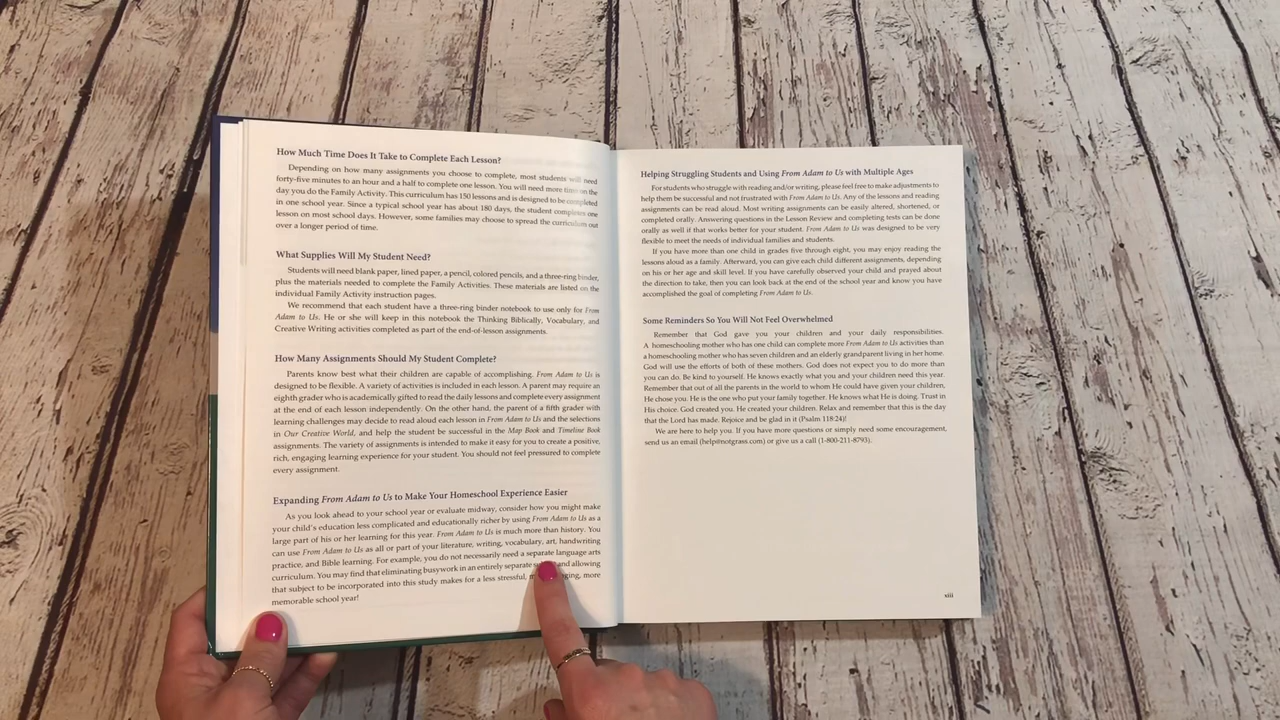 How Much Time Does It Take to Complete Each Lesson?
Depending on how many assignments you choose to complete, most students will need
forty-five minutes to an hour and a half to complete one lesson. You will need more time on the
day you do the Family Activity. This curriculum has 150 lessons and is designed to be completed
in one school year. Since a typical school year has about 180 days, the student completes one
lesson on most school days. However, some families may choose to spread the curriculum out
over a longer period of time.
What Supplies Will My Student Need?
Students will need blank paper, lined paper, a pencil, colored pencils, and a three-ring binder,
plus the materials needed to complete the Family Activities. These materials are listed on the
individual Family Activity instruction pages.
We recommend that each student have a three-ring binder notebook to use only for From
Adam to Us. He or she will keep in this notebook the Thinking Biblically, Vocabulary, and
Creative Writing activities completed as part of the end-of-lesson assignments.
How Many Assignments Should My Student Complete?
Parents know best what their children are capable of accomplishing. From Adam to Us is
designed to be flexible. A variety of activities is included in each lesson. A parent may require an
eighth grader who is academically gifted to read the daily lessons and complete every assignment
at the end of each lesson independently. On the other hand, the parent of a fifth grader with
learning challenges may decide to read aloud each lesson in From Adam to Us and the selections
in Our Creative World, and help the student be successful in the Map Book and Timeline Book
assignments. The variety of assignments is intended to make it easy for you to create a positive,
rich, engaging learning experience for your student. You should not feel pressured to complete
every assignment.
Expanding From Adam to Us to Make Your Homeschool Experience Easier
As you look ahead to your school year or evaluate midway, consider how you might make
your child's education less complicated and educationally richer by using From Adam to Us as a
large part of his or her learning for this year. From Adam to Us is much more than history. You
can use From Adam to Us as all or part of your literature, writing, vocabulary, art, handwriting
practice, and Bible learning. For example, you do not necessarily need a separate language arts
curriculum. You may find that eliminating busywork in an entirely separate and allowing
that subject to be incorporated into this study makes for a less stressful, more
memorable school year!
Helping Struggling Students and Using From Adam to Us with Multiple Ages
For students who struggle with reading and/or writing, please feel free to make adjustments to
help them be successful and not frustrated with From Adam to Us. Any of the lessons and reading
assignments can be read aloud. Most writing assignments can be easily altered, shortened, or
completed orally. Answering questions in the Lesson Review and completing tests can be done
orally as well if that works better for your student. From Adam to Us was designed to be very
flexible to meet the needs of individual families and students.
If you have more than one child in grades five through eight, you may enjoy reading the
lessons aloud as a family. Afterward, you can give each child different assignments, depending
on his or her age and skill level. If you have carefully observed your child and prayed about
the direction to take, then you can look back at the end of the school year and know you have
accomplished the goal of completing From Adam to Us.
Some Reminders So You Will Not Feel Overwhelmed
Remember that God gave you your children and your daily responsibilities.
A homeschooling mother who has one child can complete more From Adam to Us activities than
a homeschooling mother who has seven children and an elderly grandparent living in her home.
God will use the efforts of both of these mothers. God does not expect you to do more than
you can do. Be kind to yourself. He knows exactly what you and your children need this year.
Remember that out of all the parents in the world to whom He could have given your children,
He chose you. He is the one who put your family together. He knows what He is doing. Trust in
His choice. God created you. He created your children. Relax and remember that this is the day
that the Lord has made. Rejoice and be glad in it (Psalm 118:24)!
We are here to help you. If you have more questions or simply need some encouragement,
send us an email (help@notgrass.com) or give us a call (1-800-211-8793).
xiii